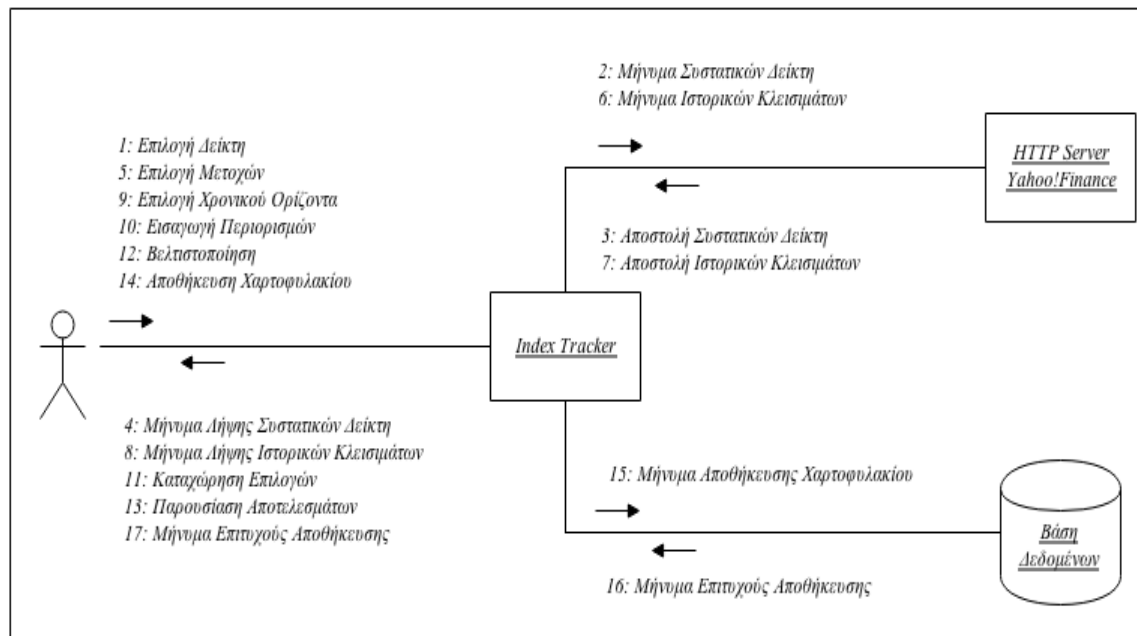 2: Μήνυμα Συστατικών Δείκτη
6: Μήνυμα Ιστορικών Κλεισιμάτων
1: Επιλογή Δείκτη
5: Επιλογή Μετοχών
9: Επιλογή Χρονικού Ορίζοντα
10: Εισαγωγή Περιορισμών
12: Βελτιστοποίηση
14: Αποθήκευση Χαρτοφυλακίου
HTTP Server
Yahoo!Finance
3: Αποστολή Συστατικών Δείκτη
7: Αποστολή Ιστορικών Κλεισιμάτων
Index Tracker
4: Μήνυμα Λήψης Συστατικών Δείκτη
8: Μήνυμα Λήψης Ιστορικών Κλεισιμάτων
11: Καταχώρηση Επιλογών
13: Παρουσίαση Αποτελεσμάτων
17: Μήνυμα Επιτυχούς Αποθήκευσης
15: Μήνυμα Αποθήκευσης Χαρτοφυλακίου
Βάση
Δεδομένων
16: Μήνυμα Επιτυχούς Αποθήκευσης